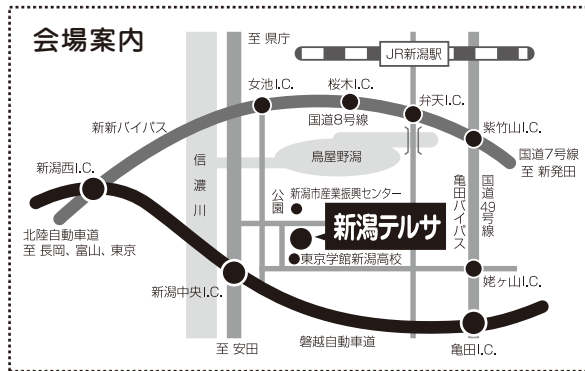 会場案内
至 県庁
JR新潟駅
女池I.C.
桜木I.C.
弁天I.C.
国道8号線
紫竹山I.C.
新新バイパス
国道7号線
至 新発田
新潟西I.C.
信濃川
鳥屋野潟
公園
新潟市産業振興センター
新潟テルサ
国道49号線
亀田バイパス
東京学館新潟高校
北陸自動車道
至 長岡、富山、東京
新潟中央I.C.
姥ヶ山I.C.
至 安田
磐越自動車道
亀田I.C.